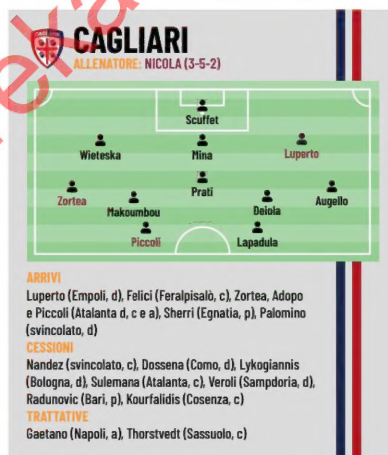 CAGLIARI
ALLENATORE: NICOLA (3-5-2)
Scuffet
Wieteska Mina Luperto
Prati
Zortea Makoumbou Deiola Augello
Piccoli Lapadula
ARRIVI
Luperto (Empoli, d), Felici (Feralpisalò, c), Zortea, Adopo
e Piccoli (Atalanta d, c e a), Sherri (Egnatia, p), Palomino
(svincolato, d)
CESSIONI
Nandez (svincolato, c), Dossena (Como, d), Lykogiannis
(Bologna, d), Sulemana (Atalanta, c), Veroli (Sampdoria, d),
Radunovic (Bari, p), Kourfalidis (Cosenza, c)
TRATTATIVE
Gaetano (Napoli, a), Thorstvedt (Sassuolo, c)